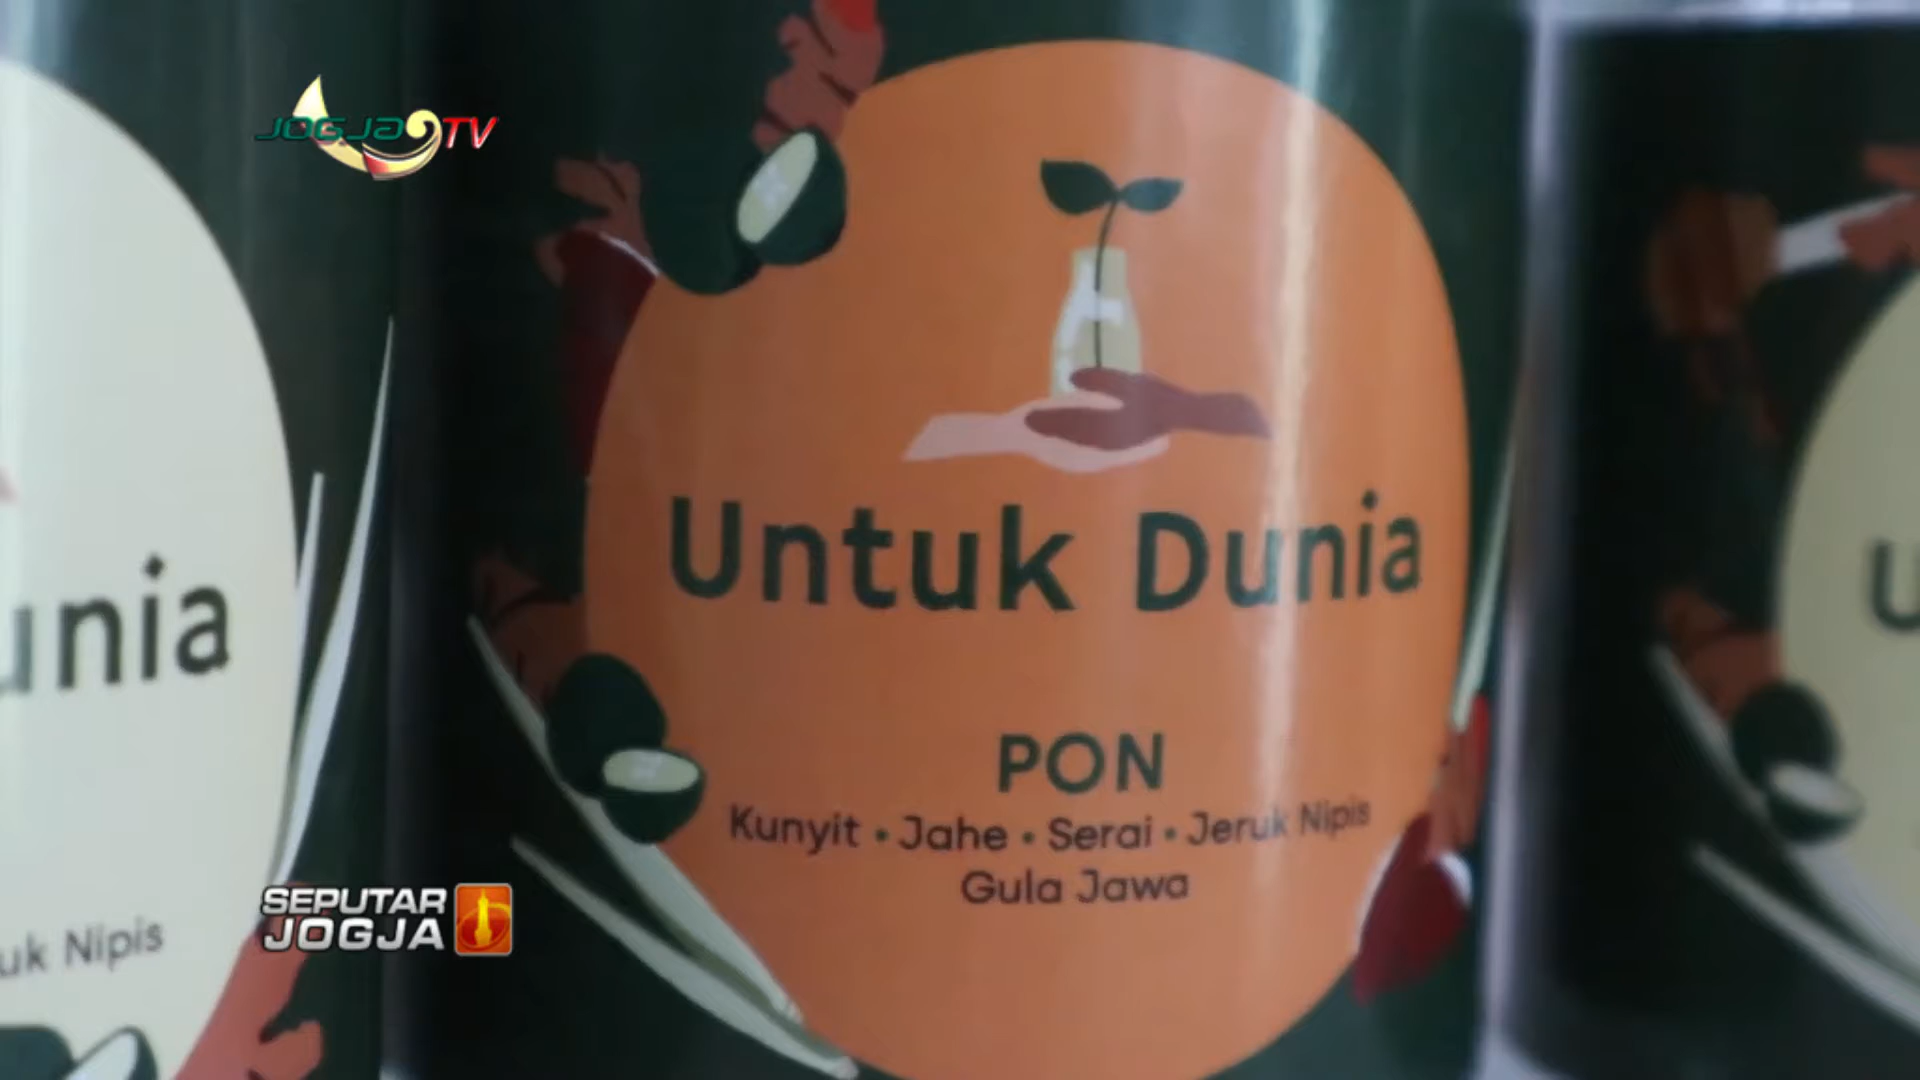 JOGJA TV
Untuk Dunia
PON
Kunyit • Jahe • Serai • Jeruk Nipis
Gula Jawa
unia
uk Nipis
U
SEPUTAR
JOGJA